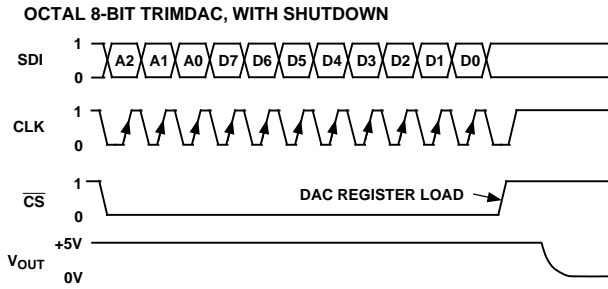 OCTAL 8-BIT TRIMDAC, WITH SHUTDOWN
SDI 1 0 A2 A1 A0 D7 D6 D5 D4 D3 D2 D1 D0
CLK 1 0
CS 1 0 DAC REGISTER LOAD
VOUT +5V 0V